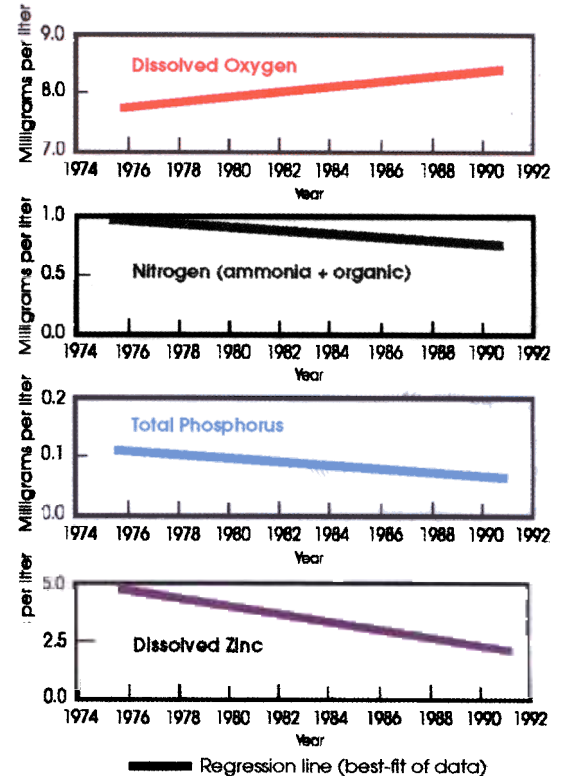 Milligrams per liter
9.0
8.0
7.0
Dissolved Oxygen
1974 1976 1978 1980 1982 1984 1986 1988 1990 1992
Year
Milligrams per liter
1.0
0.5
0.0
Nitrogen (ammonia + organic)
1974 1976 1978 1980 1982 1984 1986 1988 1990 1992
Year
Milligrams per liter
0.2
0.1
0.0
Total Phosphorus
1974 1976 1978 1980 1982 1984 1986 1988 1990 1992
Year
per liter
5.0
2.5
0.0
Dissolved Zinc
1974 1976 1978 1980 1982 1984 1986 1988 1990 1992
Year
Regression line (best-fit of data)